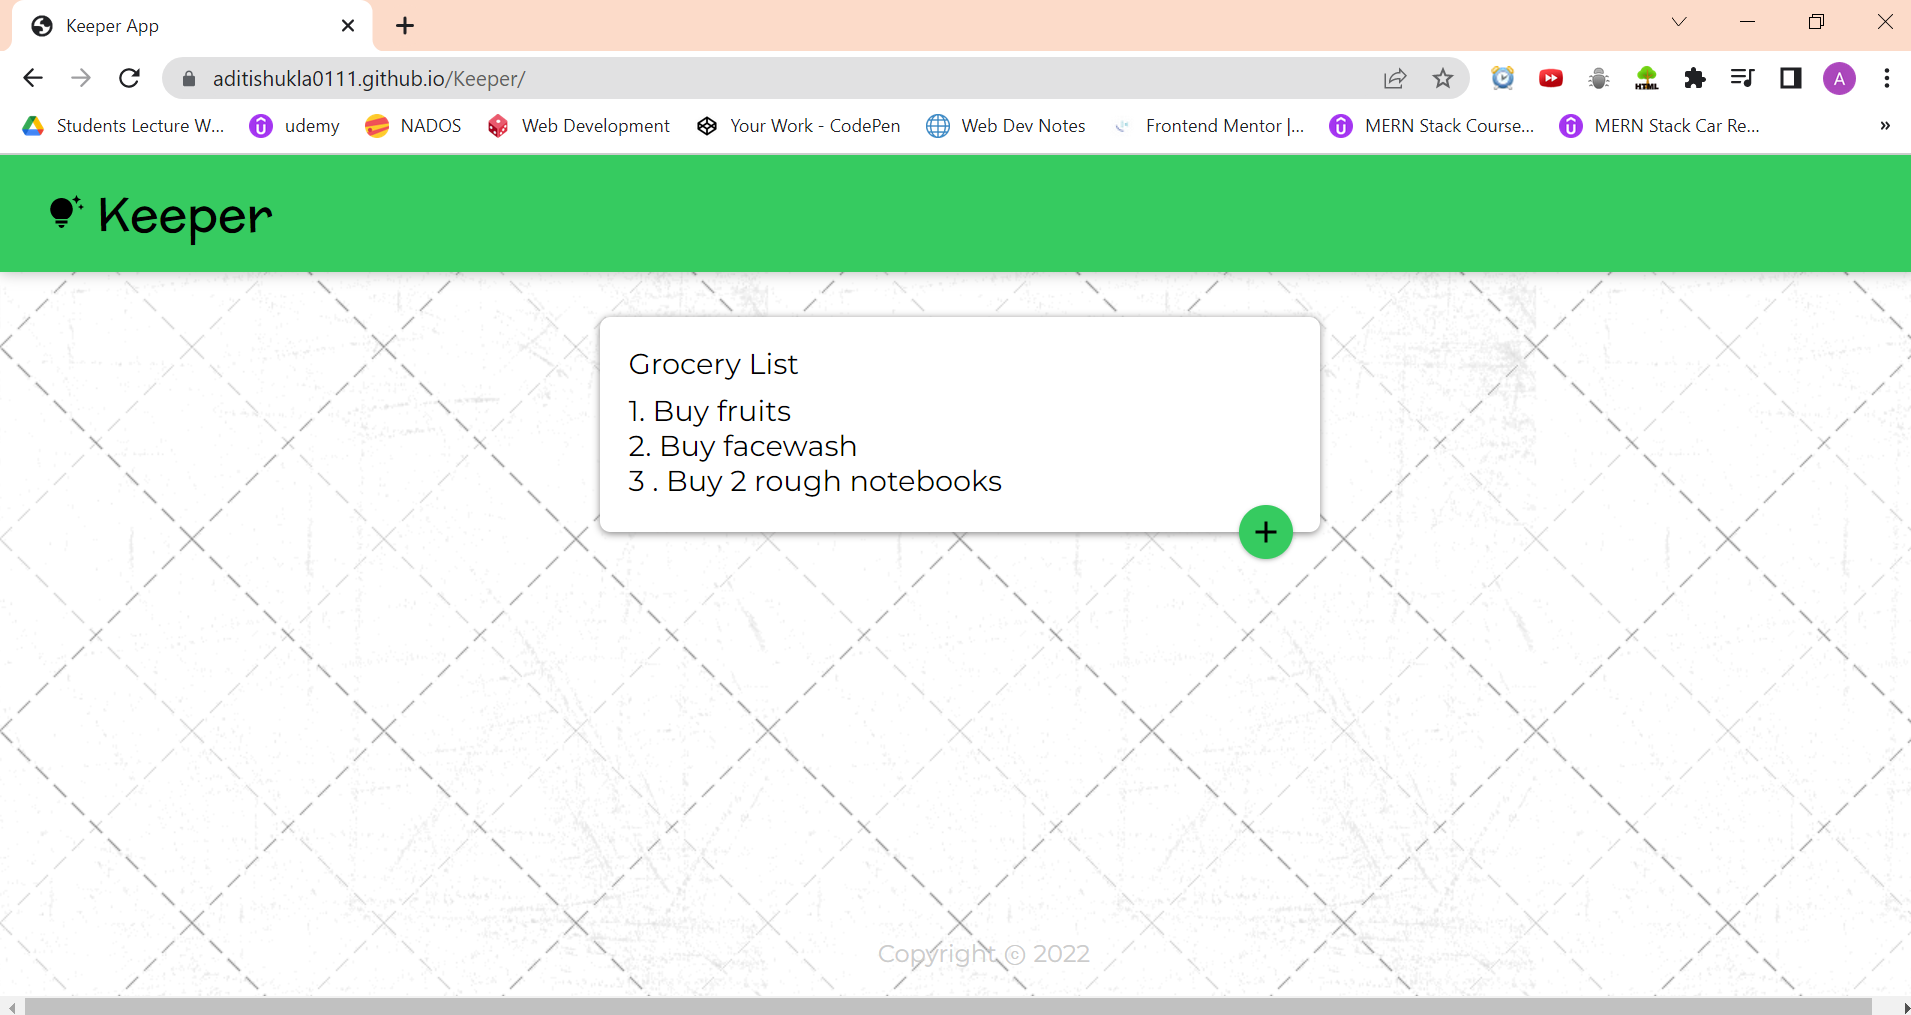 Keeper App
aditishukla0111.github.io/Keeper/
HTML
A
Students Lecture W... udemy NADOS Web Development Your Work - CodePen Web Dev Notes Frontend Mentor |... MERN Stack Course... MERN Stack Car Re... »
Keeper
Grocery List
1. Buy fruits
2. Buy facewash
3 . Buy 2 rough notebooks
Copyright © 2022